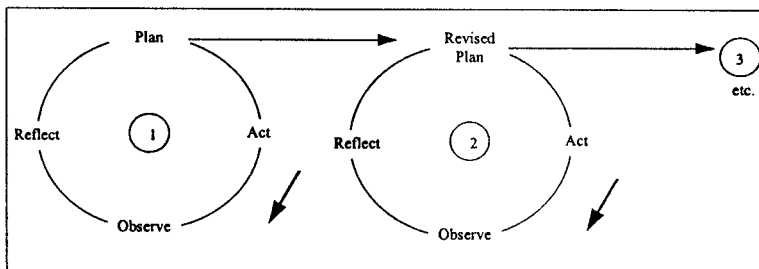 Plan
Revised
Plan
3
etc.
Reflect
1
Act
Reflect
2
Act
Observe
Observe